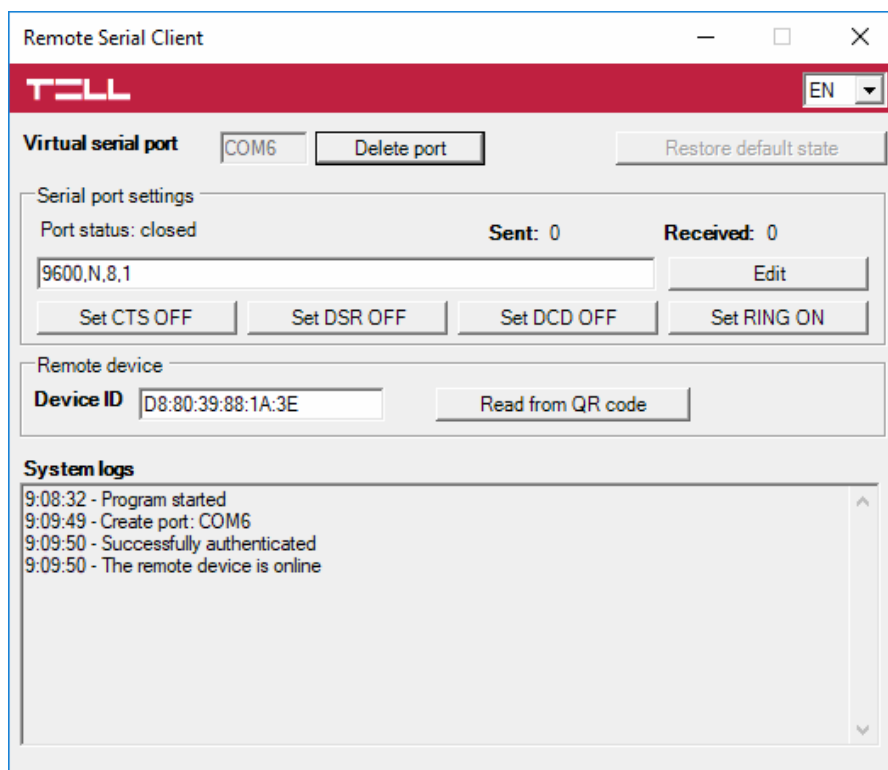 Remote Serial Client
TELL EN
Virtual serial port COM6 Delete port Restore default state
Serial port settings
Port status: closed Sent: 0 Received: 0
9600,N,8,1 Edit
Set CTS OFF Set DSR OFF Set DCD OFF Set RING ON
Remote device
Device ID D8:80:39:88:1A:3E Read from QR code
System logs
9:08:32 - Program started
9:09:49 - Create port: COM6
9:09:50 - Successfully authenticated
9:09:50 - The remote device is online